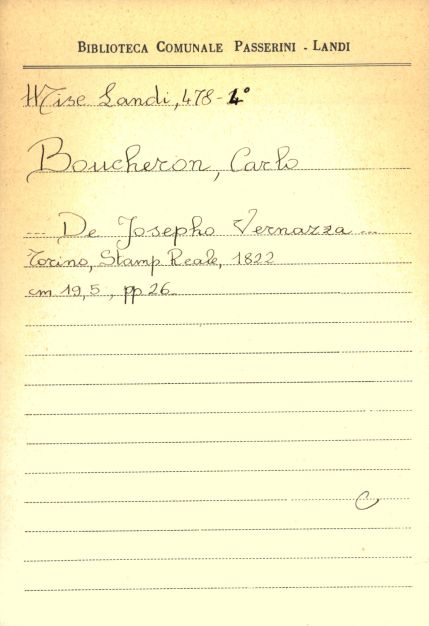 BIBLIOTECA COMUNALE PASSERINI - LANDI
Mise Landi, 478-4°
Boucheron, Carlo
... De Josepho Vernazza ...
Torino, Stamp Reale, 1822
cm 19,5, pp 26
C